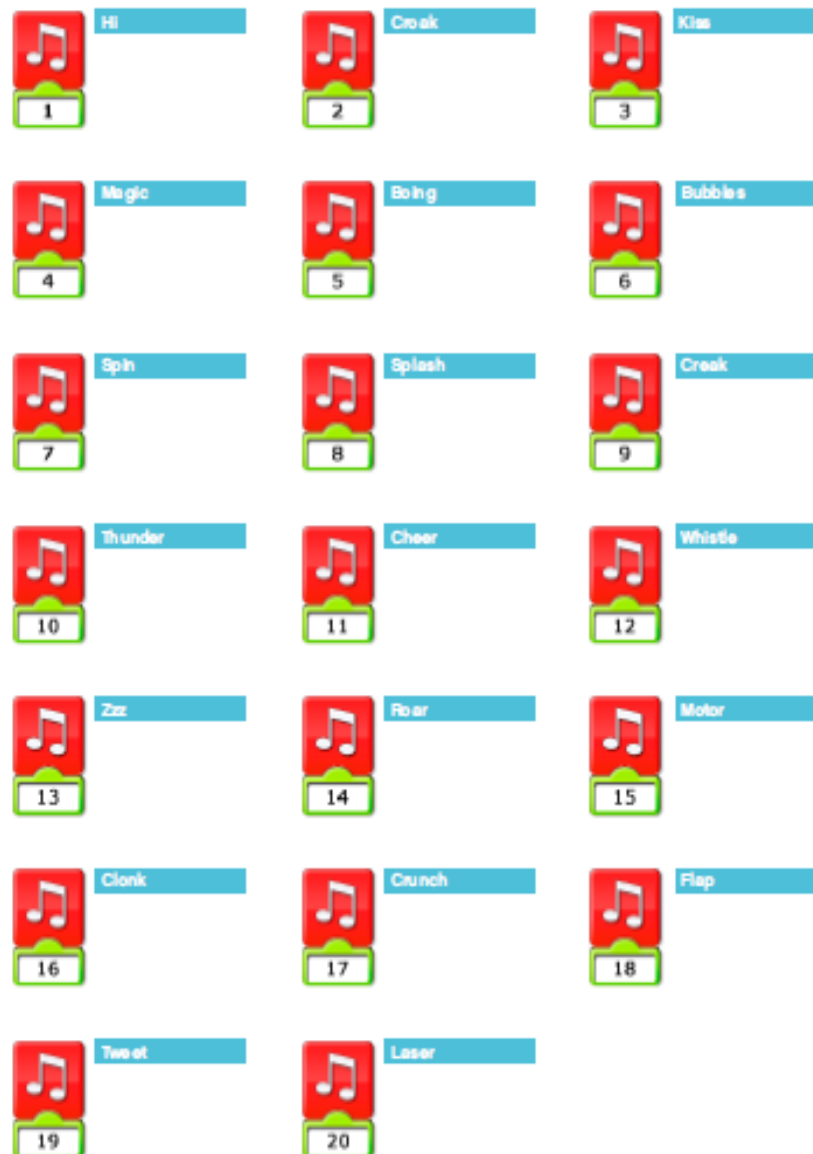 Hi Croak Kiss
1 2 3
Magic Boing Bubbles
4 5 6
Spin Splash Creak
7 8 9
Thunder Cheer Whistle
10 11 12
Zzz Roar Motor
13 14 15
Clonk Crunch Flap
16 17 18
Tweet Laser
19 20